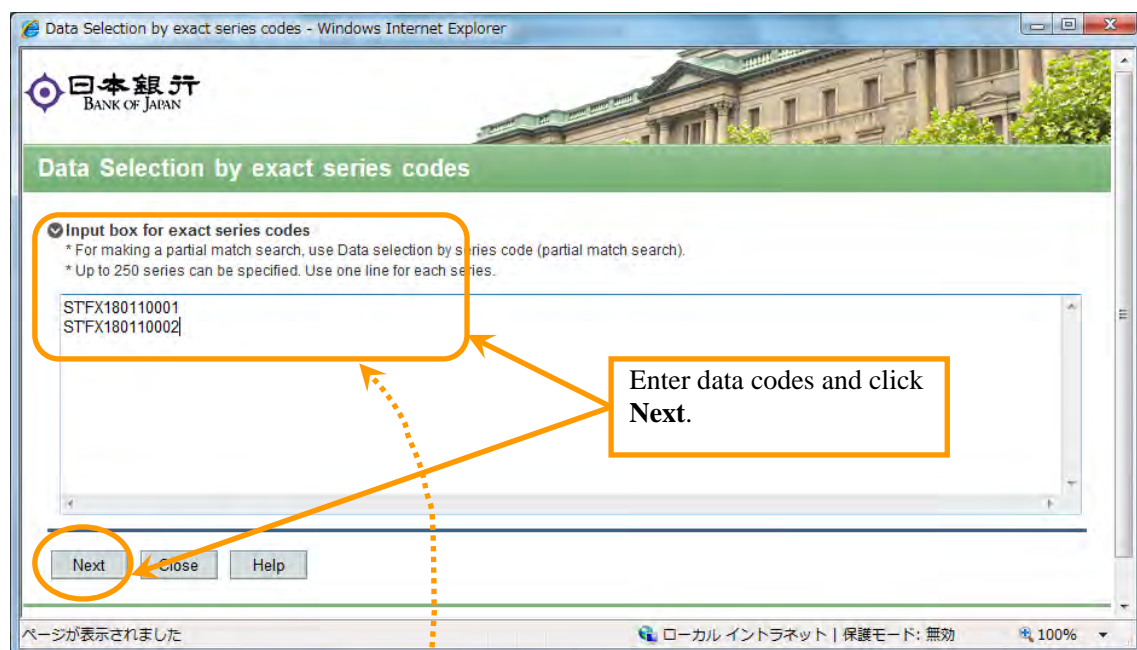 Data Selection by exact series codes - Windows Internet Explorer
日本銀行
BANK OF JAPAN
Data Selection by exact series codes
Input box for exact series codes
* For making a partial match search, use Data selection by series code (partial match search).
* Up to 250 series can be specified. Use one line for each series.
ST'FX180110001
ST'FX180110002
Enter data codes and click
Next.
Next Close Help
ページが表示されました ローカル イントラネット | 保護モード: 無効 100%